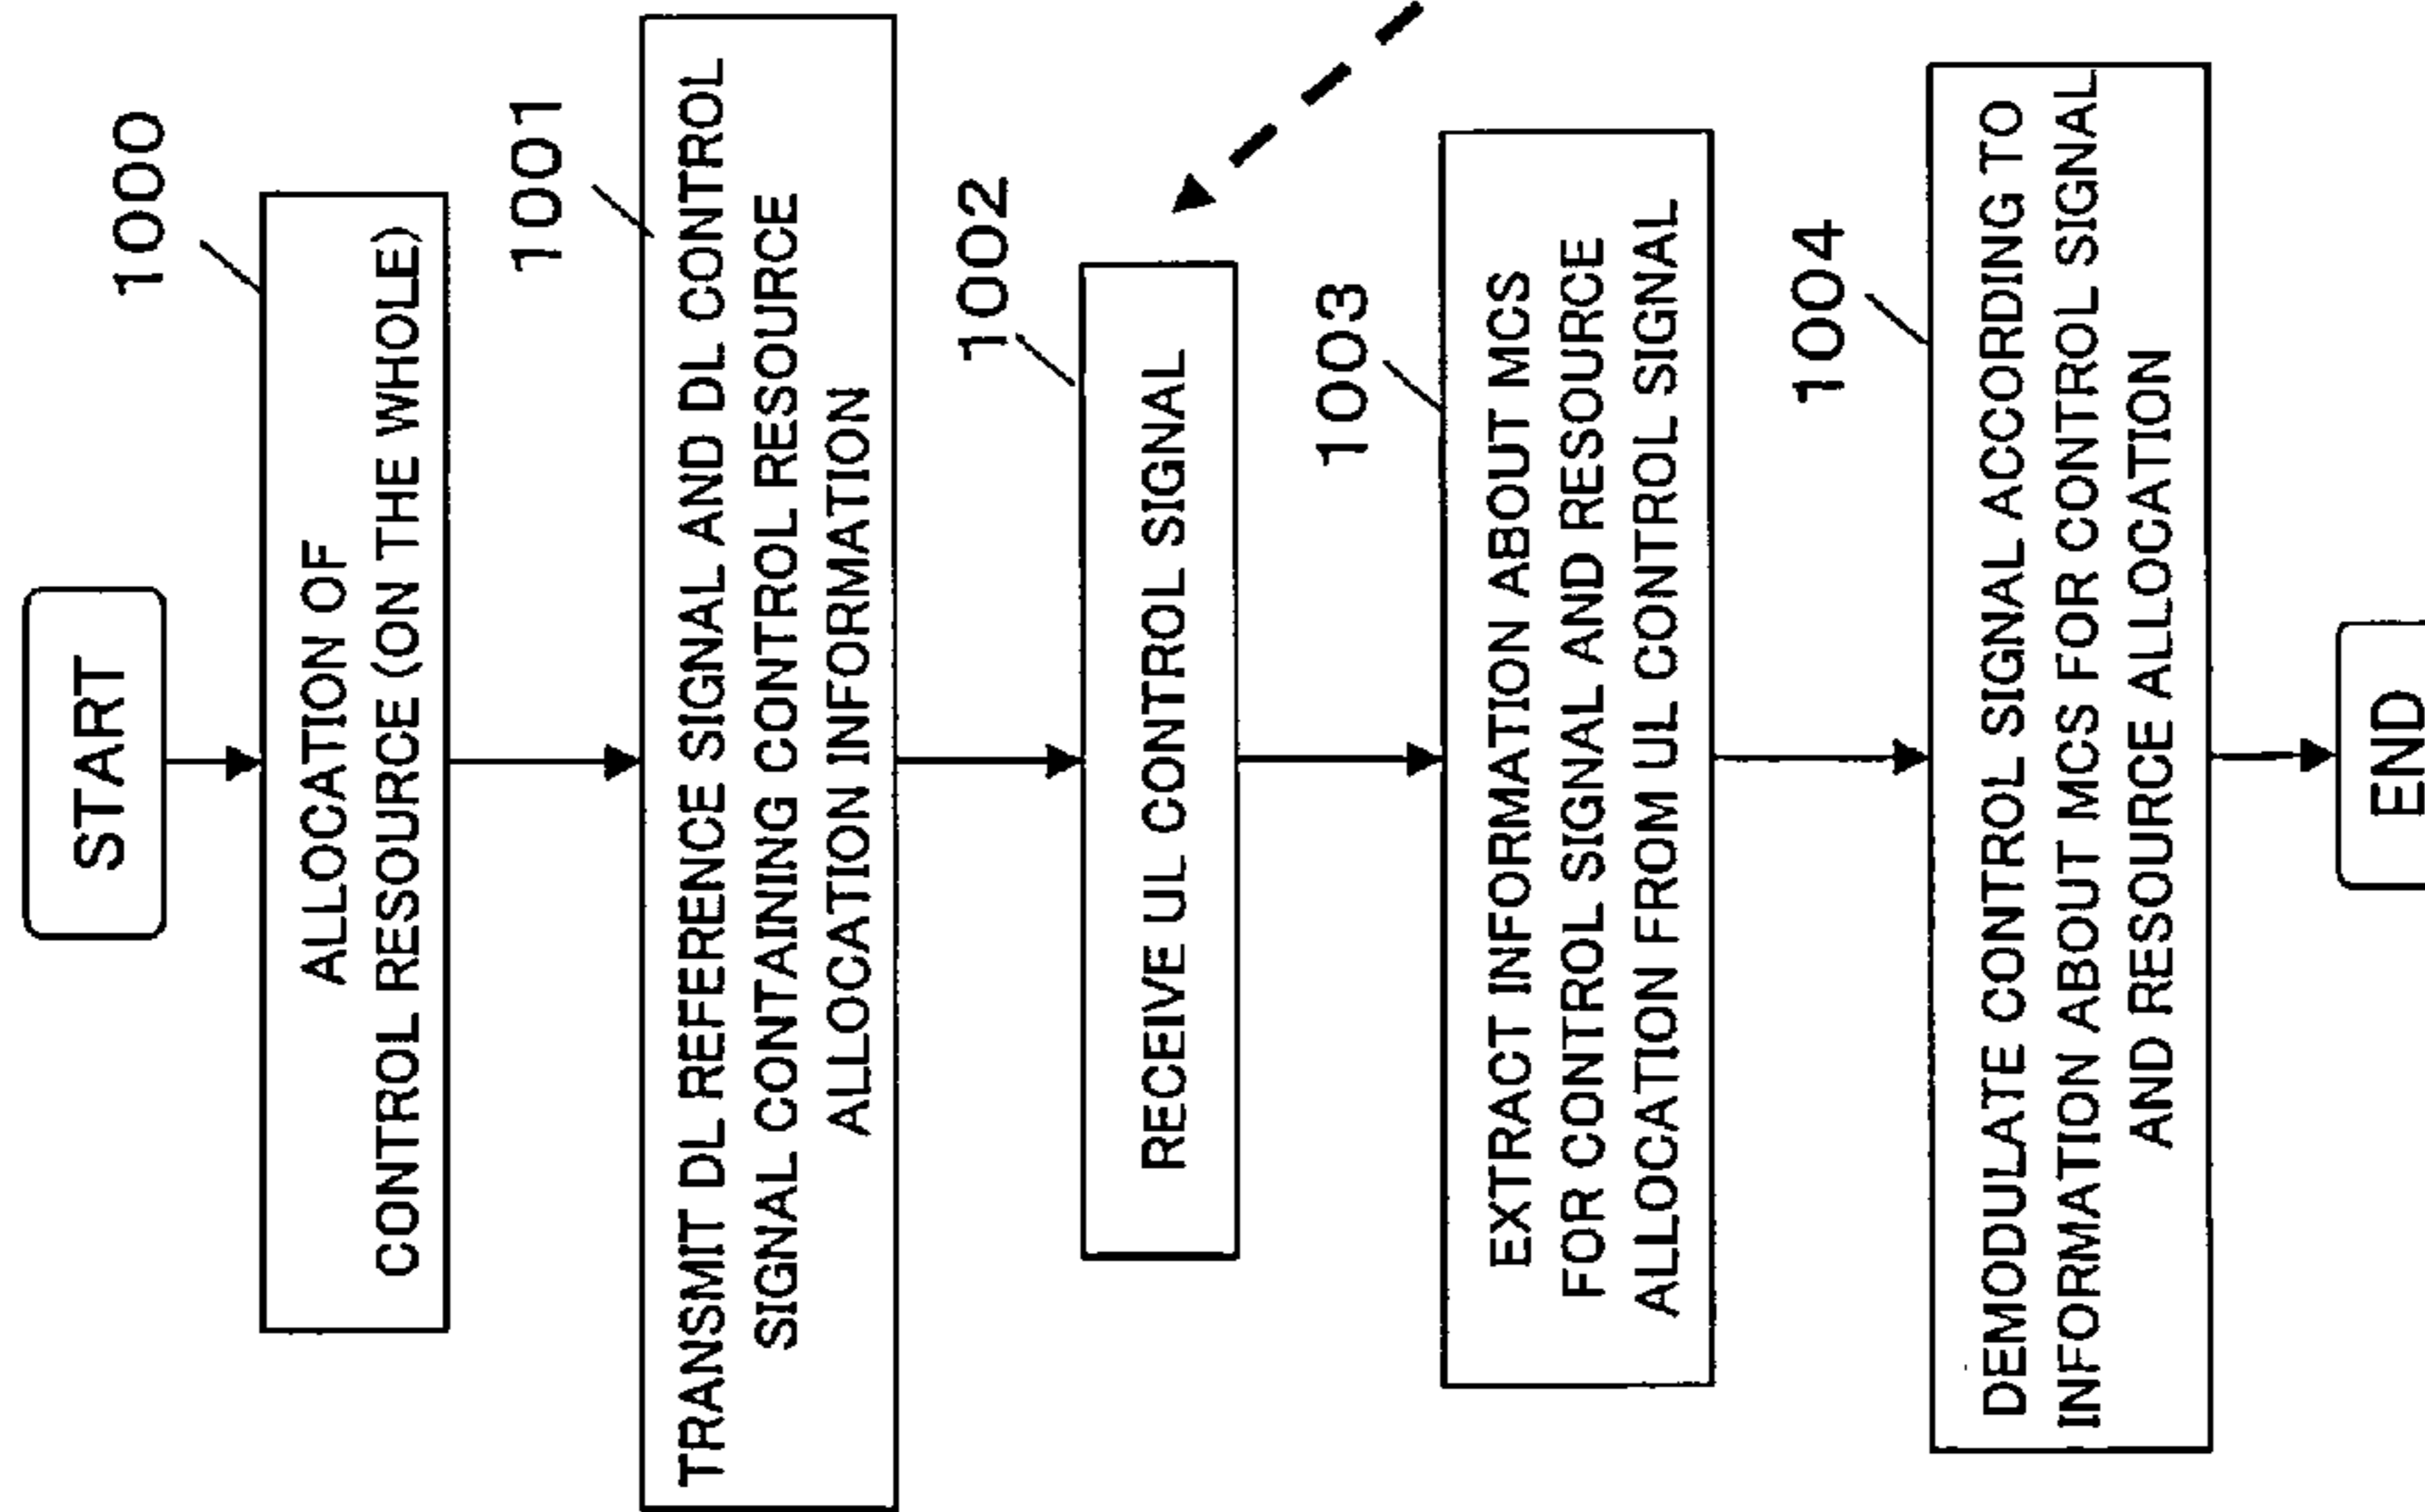 START
1000
ALLOCATION OF
CONTROL RESOURCE (ON THE WHOLE)
1001
TRANSMIT DL REFERENCE SIGNAL AND DL CONTROL
SIGNAL CONTAINING CONTROL RESOURCE
ALLOCATION INFORMATION
1002
RECEIVE UL CONTROL SIGNAL
1003
EXTRACT INFORMATION ABOUT MCS
FOR CONTROL SIGNAL AND RESOURCE
ALLOCATION FROM UL CONTROL SIGNAL
1004
DEMODULATE CONTROL SIGNAL ACCORDING TO
INFORMATION ABOUT MCS FOR CONTROL SIGNAL
AND RESOURCE ALLOCATION
END